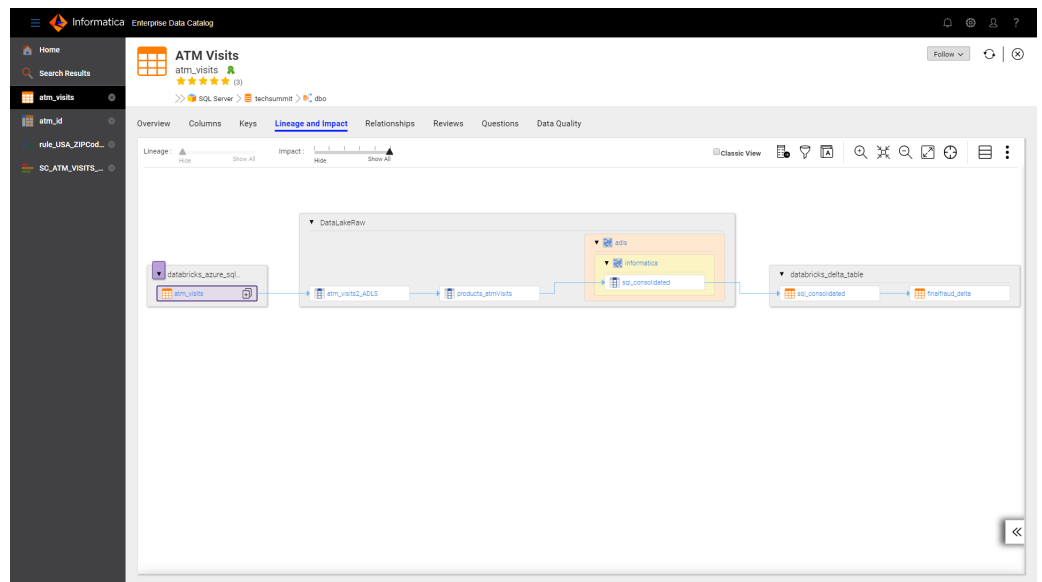 Informatica Enterprise Data Catalog ?
Home
Search Results
atm_visits
atm_id
rule_USA_ZIPCod...
SC_ATM_VISITS_...
ATM Visits
atm_visits
(3)
SQL Server > techsummit > dbo
Follow
Overview Columns Keys Lineage and Impact Relationships Reviews Questions Data Quality
Lineage: Hide Show All Impact: Hide Show All Classic View
DataLakeRaw
adls
informatica
sql_consolidated
databricks_azure_sql...
atm_visits
atm_visits2_ADLS
products_atmVisits
databricks_delta_table
sql_consolidated
finalfraud_delta